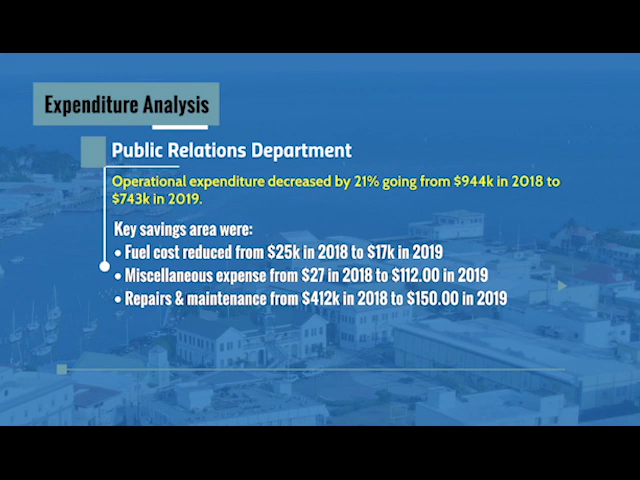 Expenditure Analysis
Public Relations Department
Operational expenditure decreased by 21% going from $944k in 2018 to
$743k in 2019.
Key savings area were:
• Fuel cost reduced from $25k in 2018 to $17k in 2019
• Miscellaneous expense from $27 in 2018 to $112.00 in 2019
• Repairs & maintenance from $412k in 2018 to $150.00 in 2019